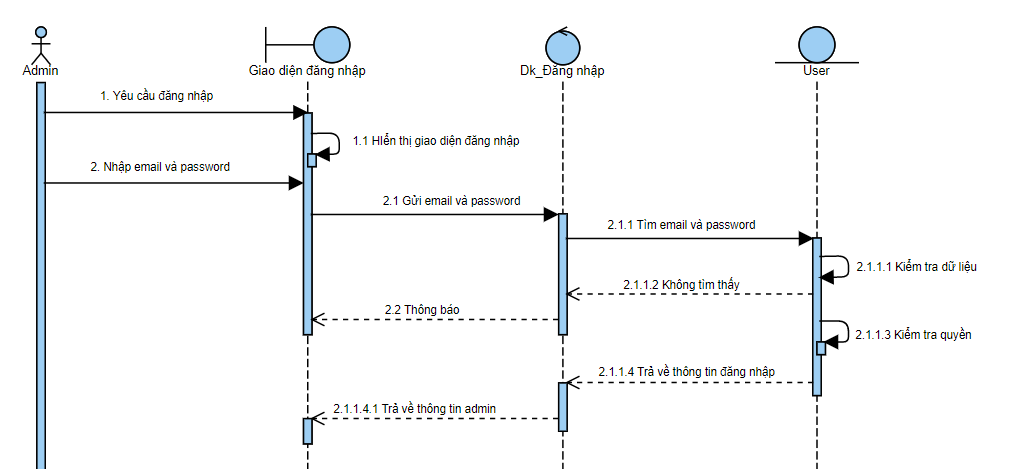 Admin
Giao diện đăng nhập
Dk_Đăng nhập
User
1. Yêu cầu đăng nhập
1.1 HIển thị giao diện đăng nhập
2. Nhập email và password
2.1 Gửi email và password
2.1.1 Tìm email và password
2.1.1.1 Kiểm tra dữ liệu
2.1.1.2 Không tìm thấy
2.2 Thông báo
2.1.1.3 Kiểm tra quyền
2.1.1.4 Trả về thông tin đăng nhập
2.1.1.4.1 Trả về thông tin admin